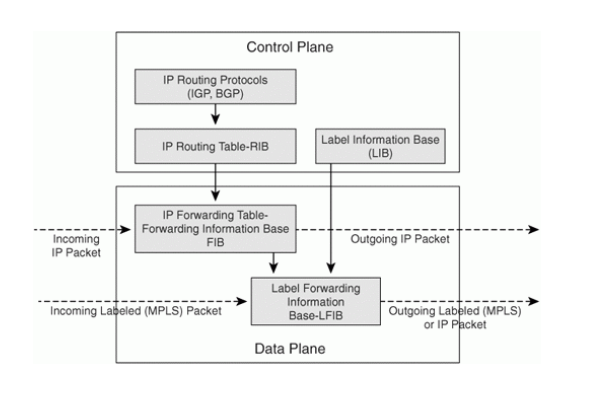 Control Plane
IP Routing Protocols
(IGP, BGP)
IP Routing Table-RIB
Label Information Base
(LIB)
IP Forwarding Table-
Forwarding Information Base
FIB
Incoming
IP Packet
Outgoing IP Packet
Label Forwarding
Information
Base-LFIB
Incoming Labeled (MPLS) Packet
Outgoing Labeled (MPLS)
or IP Packet
Data Plane